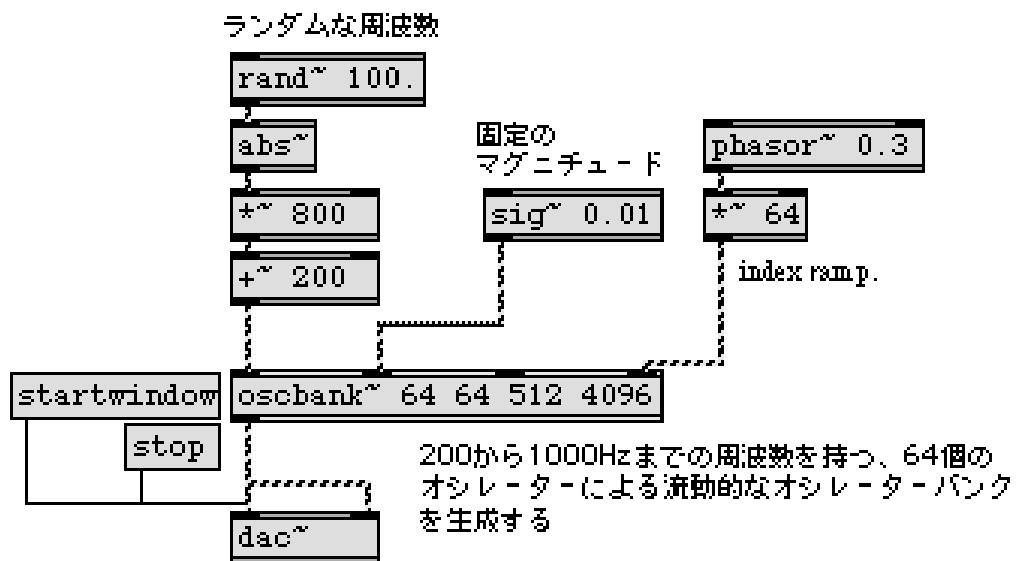 ランダムな周波数
rand~ 100.
abs~
固定の
マグニチュード
phasor~ 0.3
*~ 800
sig~ 0.01
*~ 64
+~ 200
index ramp.
startwindow
oscbank~ 64 64 512 4096
stop
200から1000Hzまでの周波数を持つ、64個の
オシレーターによる流動的なオシレーターバンク
を生成する
dac~